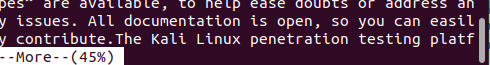 pes" are available, to help ease doubts or address an
y issues. All documentation is open, so you can easil
y contribute.The Kali Linux penetration testing platf
--More--(45%)